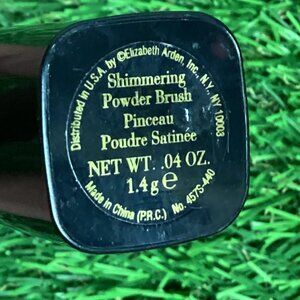 Distributed in U.S.A. by ©Elizabeth Arden, Inc. N.Y. NY 10003
Shimmering
Powder Brush
Pinceau
Poudre Satinée
NET WT. .04 OZ.
1.4g℮
Made in China (P.R.C.) No. 457S-440